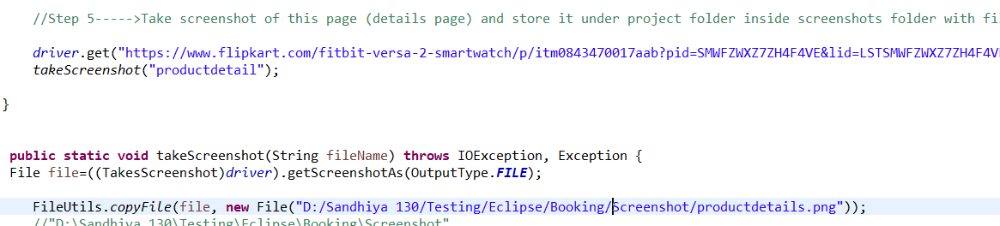 //Step 5----->Take screenshot of this page (details page) and store it under project folder inside screenshots folder with fi
driver.get("https://www.flipkart.com/fitbit-versa-2-smartwatch/p/itm0843470017aab?pid=SMWFZWXZ7ZH4F4VE&lid=LSTSMWFZWXZ7ZH4F4V
takeScreenshot("productdetail");
}
public static void takeScreenshot(String fileName) throws IOException, Exception {
File file=((TakesScreenshot)driver).getScreenshotAs(OutputType.FILE);
FileUtils.copyFile(file, new File("D:/Sandhiya 130/Testing/Eclipse/Booking/Screenshot/productdetails.png"));
//"D:\Sandhiya 130\Testing\Eclipse\Booking\Screenshot"